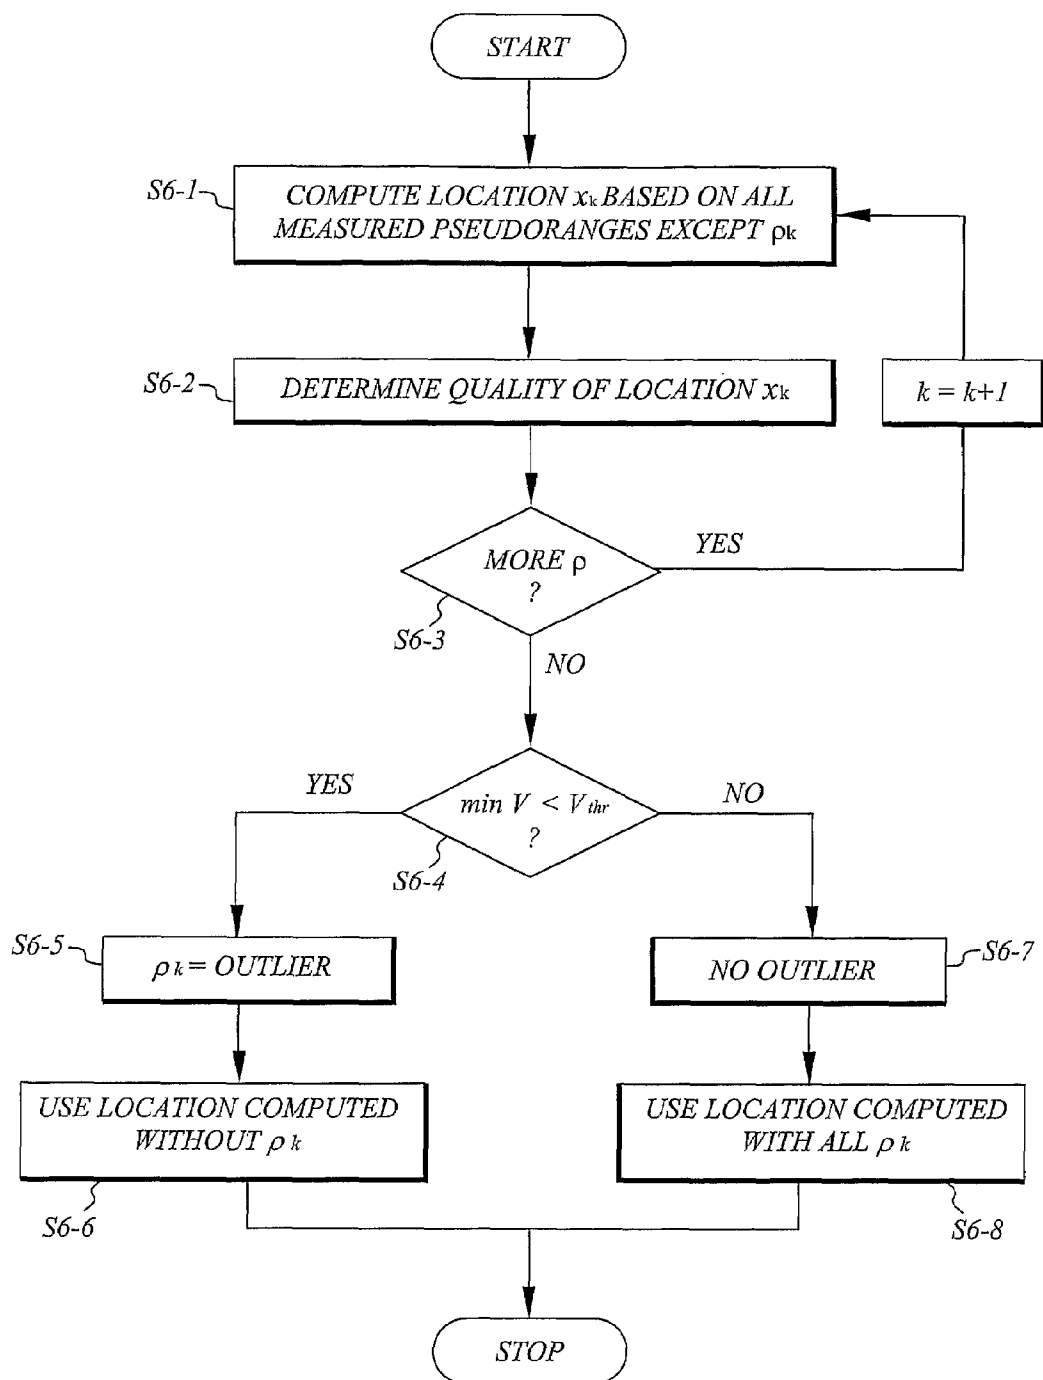 START
S6-1
COMPUTE LOCATION xk BASED ON ALL
MEASURED PSEUDORANGES EXCEPT ρk
S6-2
DETERMINE QUALITY OF LOCATION xk
k = k+1
MORE ρ
?
YES
S6-3
NO
YES
min V < Vthr
?
NO
S6-4
S6-5
ρk = OUTLIER
NO OUTLIER
S6-7
USE LOCATION COMPUTED
WITHOUT ρk
USE LOCATION COMPUTED
WITH ALL ρk
S6-6
S6-8
STOP